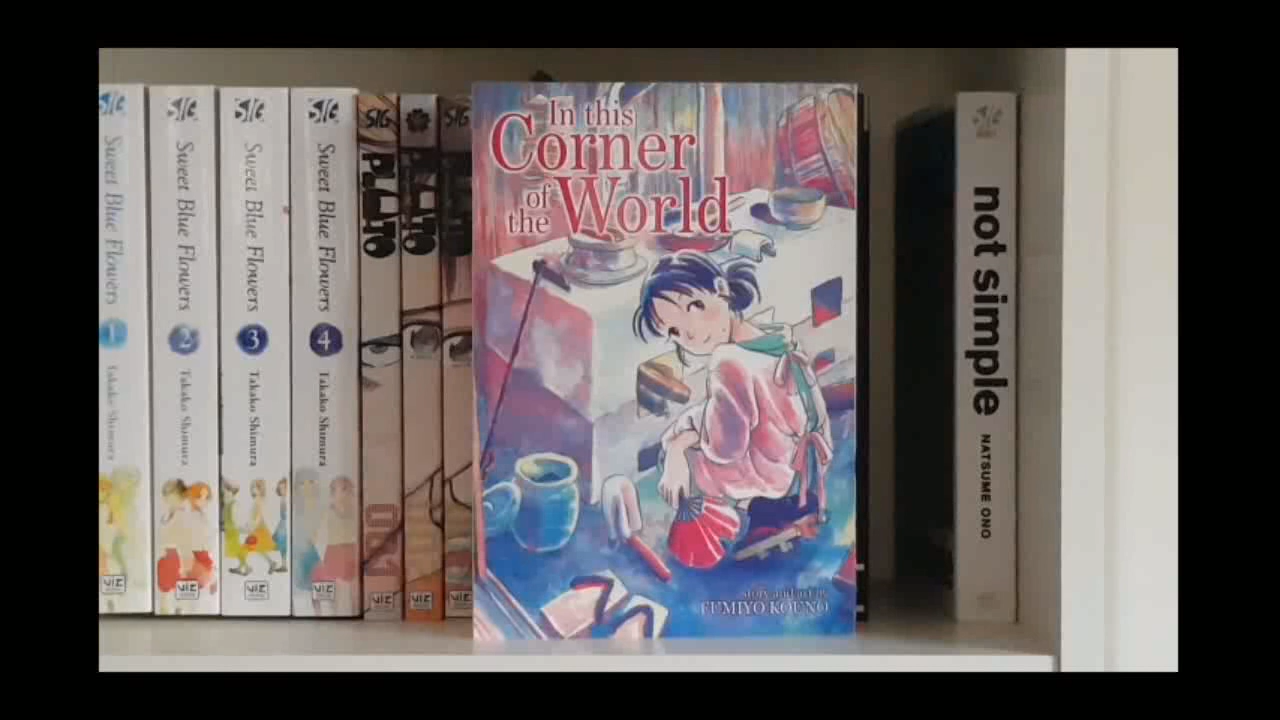 SIG
Sweet Blue Flowers
1
Takako Shimura
VIZ
SIG
Sweet Blue Flowers
2
Takako Shimura
VIZ
SIG
Sweet Blue Flowers
3
Takako Shimura
VIZ
SIG
Sweet Blue Flowers
4
Takako Shimura
VIZ
SIG
PLUTO
VIZ
VIZ
SIG
VIZ
In this
Corner
of
the World
story and art by
FUMIYO KOUNO
not simple
NATSUME ONO